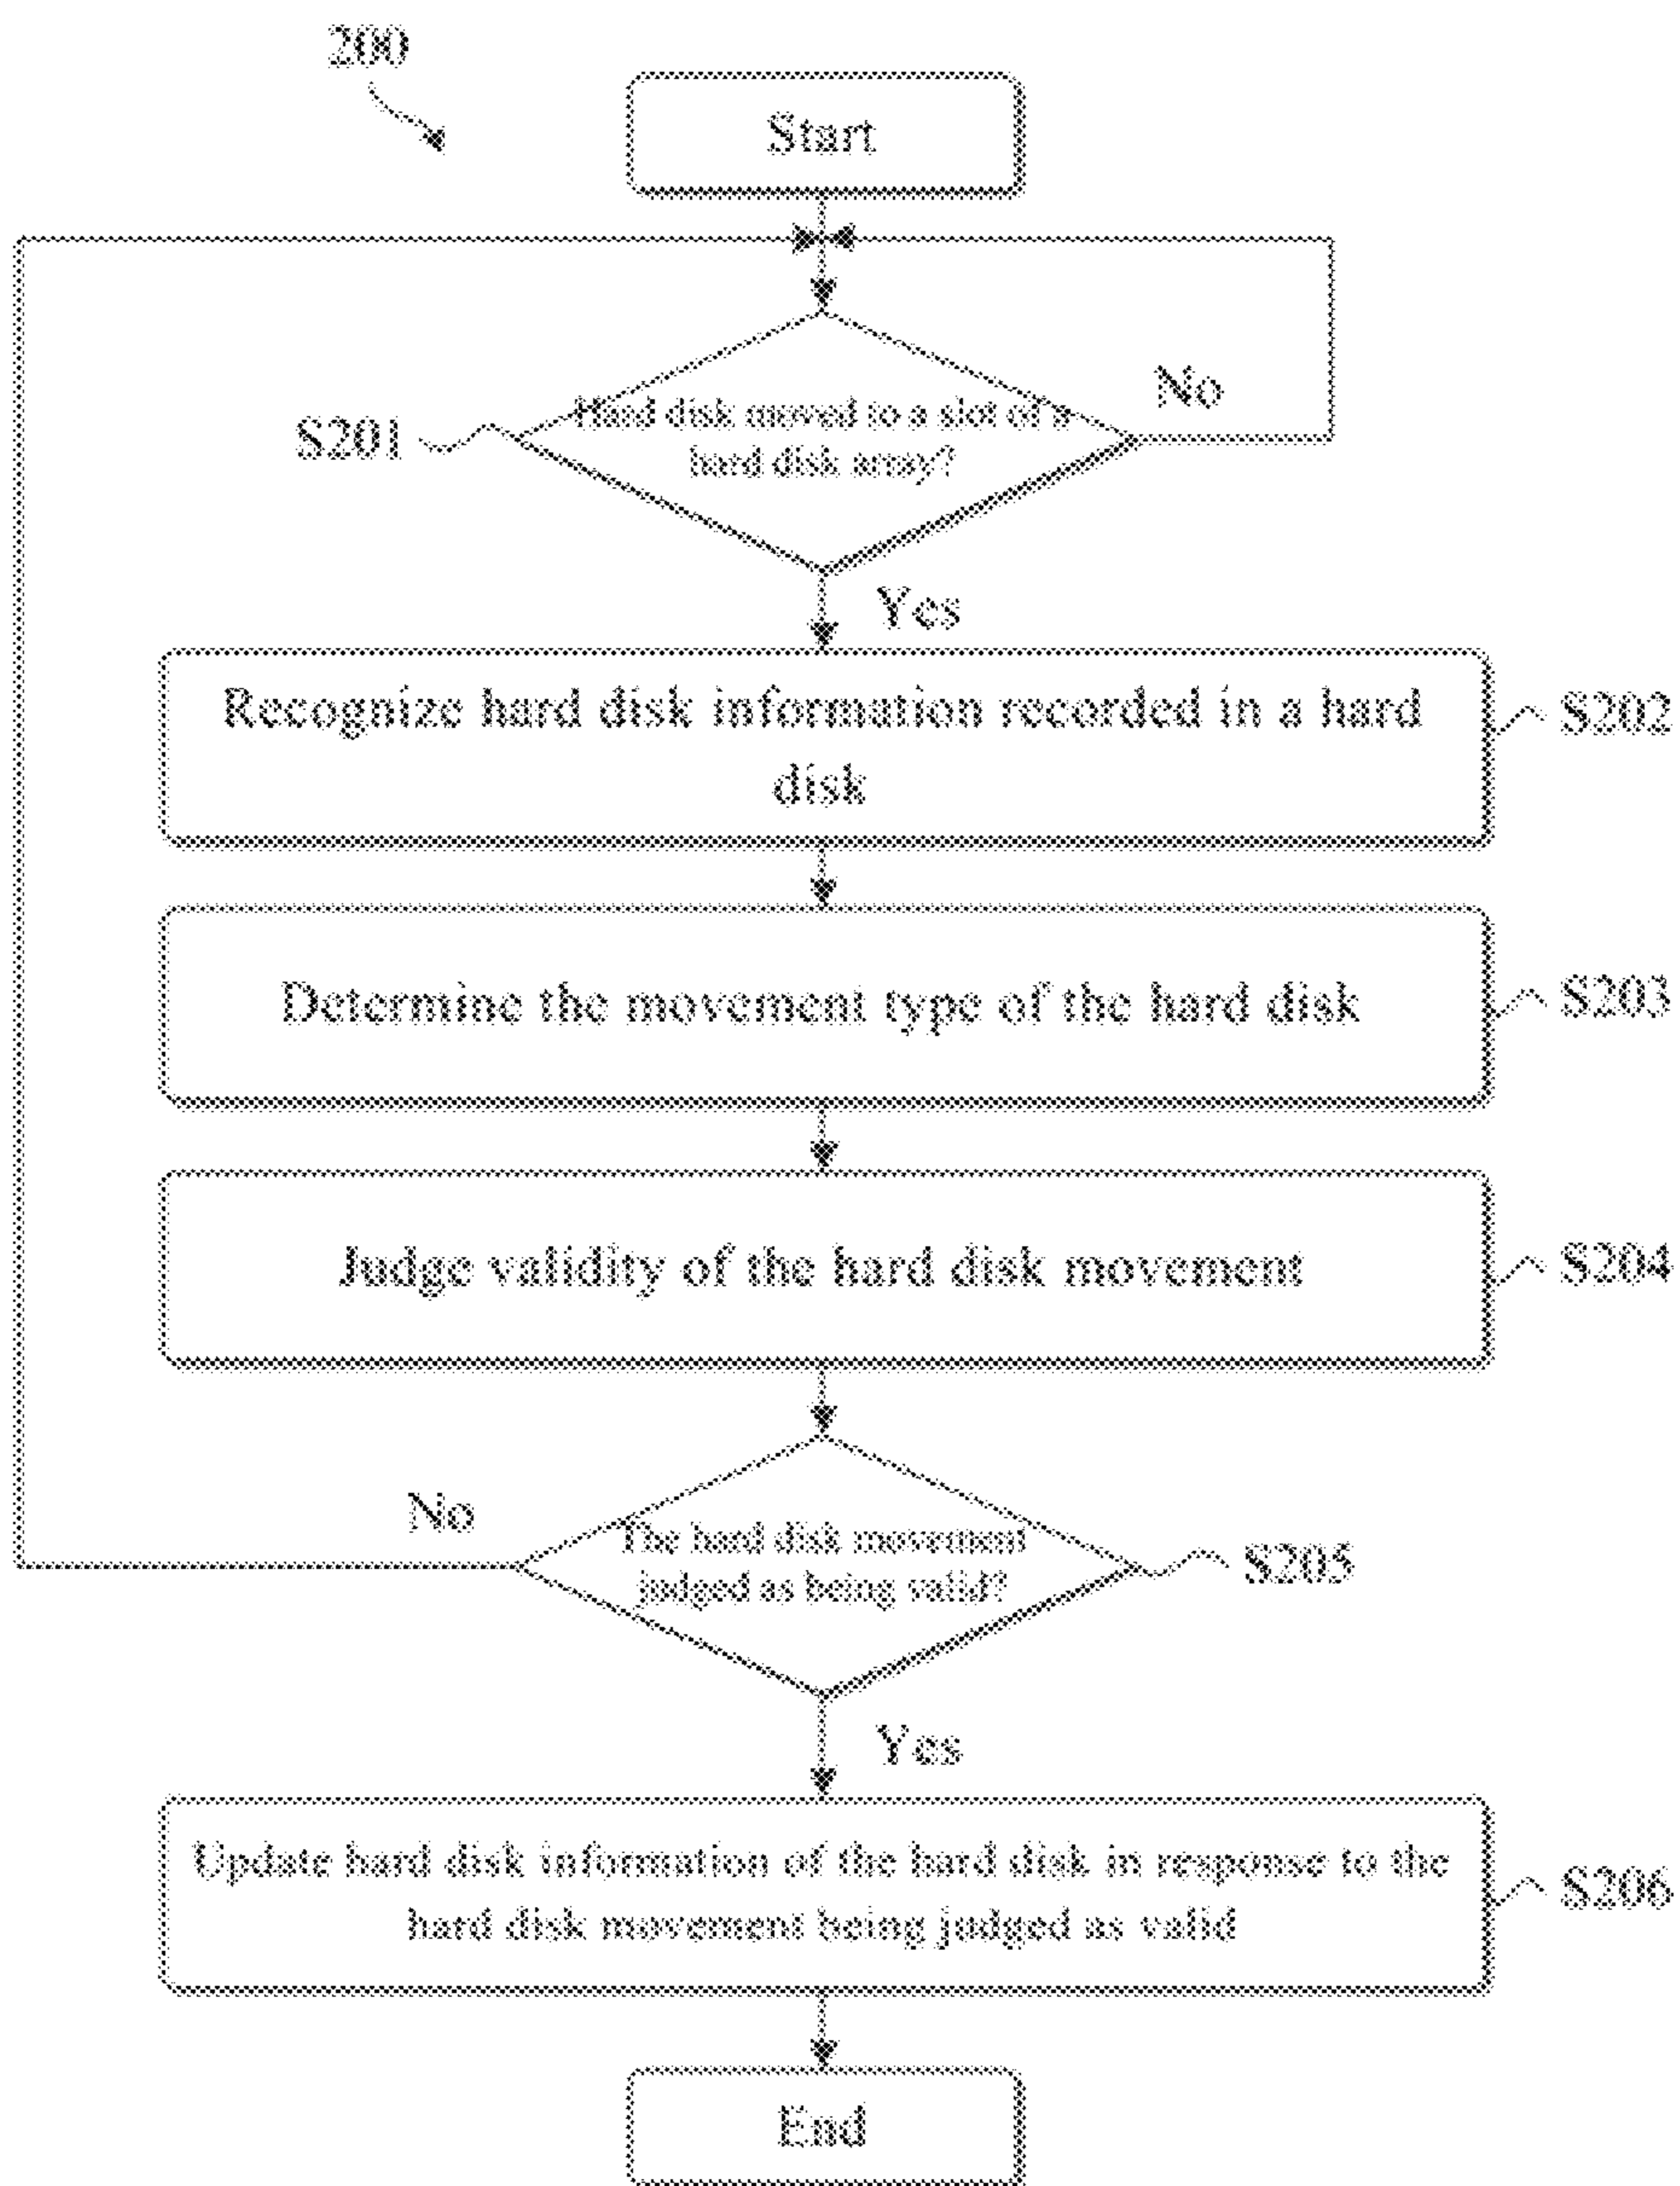 200
Start
Hard disk moved to a slot of a
hard disk array?
No
S201
Yes
Recognize hard disk information recorded in a hard
disk
S202
Determine the movement type of the hard disk
S203
Judge validity of the hard disk movement
S204
No
The hard disk movement
judged as being valid?
S205
Yes
Update hard disk information of the hard disk in response to the
hard disk movement being judged as valid
S206
End